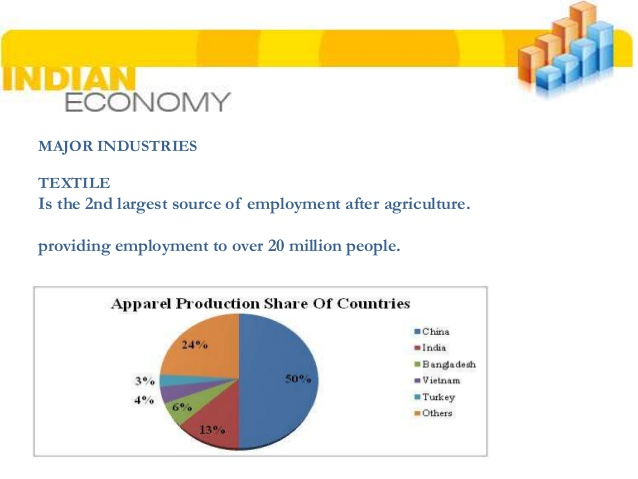 INDIAN
ECONOMY
MAJOR INDUSTRIES
TEXTILE
Is the 2nd largest source of employment after agriculture.
providing employment to over 20 million people.
Apparel Production Share Of Countries
24%
3%
4%
6%
13%
50%
China
India
Bangladesh
Vietnam
Turkey
Others